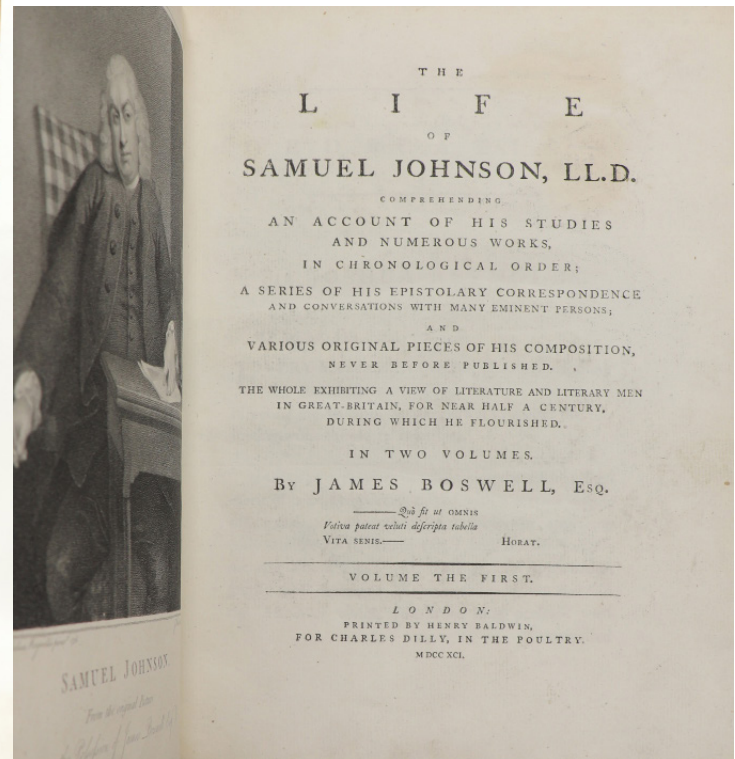 THE
LIFE
OF
SAMUEL JOHNSON, LL.D.
COMPREHENDING
AN ACCOUNT OF HIS STUDIES
AND NUMEROUS WORKS,
IN CHRONOLOGICAL ORDER;
A SERIES OF HIS EPISTOLARY CORRESPONDENCE
AND CONVERSATIONS WITH MANY EMINENT PERSONS;
AND
VARIOUS ORIGINAL PIECES OF HIS COMPOSITION,
NEVER BEFORE PUBLISHED.
THE WHOLE EXHIBITING A VIEW OF LITERATURE AND LITERARY MEN
IN GREAT-BRITAIN, FOR NEAR HALF A CENTURY,
DURING WHICH HE FLOURISHED.
IN TWO VOLUMES.
BY JAMES BOSWELL, ESQ.
———Quò fit ut OMNIS
Votiva pateat veluti deſcripta tabella
VITA SENIS.—— HORAT.
VOLUME THE FIRST.
LONDON:
PRINTED BY HENRY BALDWIN,
FOR CHARLES DILLY, IN THE POULTRY.
MDCCXCI.
SAMUEL JOHNSON.
From the original